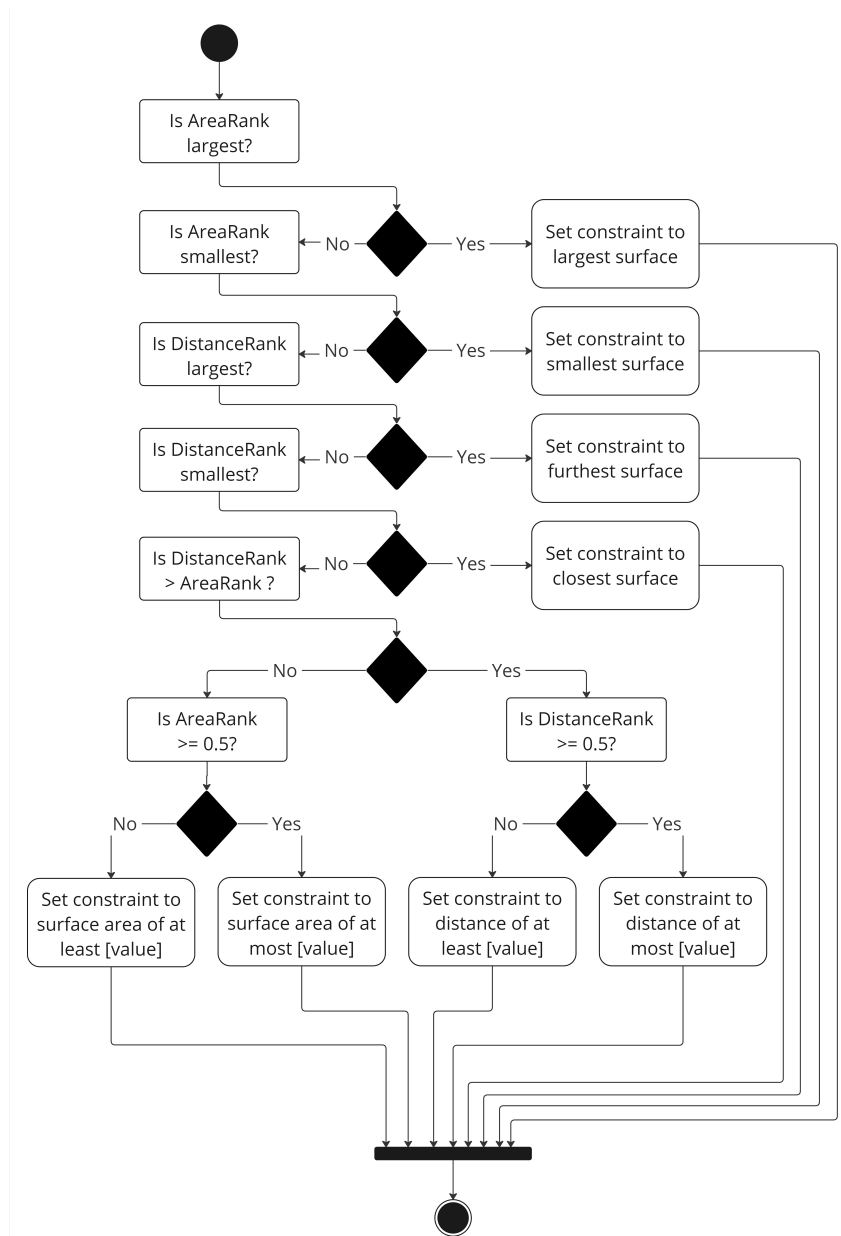 Is AreaRank
largest?
Is AreaRank
smallest?
No
Yes
Set constraint to
largest surface
Is DistanceRank
largest?
No
Yes
Set constraint to
smallest surface
Is DistanceRank
smallest?
No
Yes
Set constraint to
furthest surface
Is DistanceRank
> AreaRank ?
No
Yes
Set constraint to
closest surface
No
Yes
Is AreaRank
>= 0.5?
Is DistanceRank
>= 0.5?
No
Yes
No
Yes
Set constraint to
surface area of at
least [value]
Set constraint to
surface area of at
most [value]
Set constraint to
distance of at
least [value]
Set constraint to
distance of at
most [value]